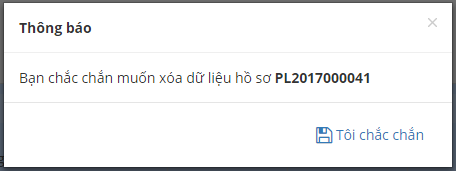 Thông báo
×
Bạn chắc chắn muốn xóa dữ liệu hồ sơ PL2017000041
Tôi chắc chắn